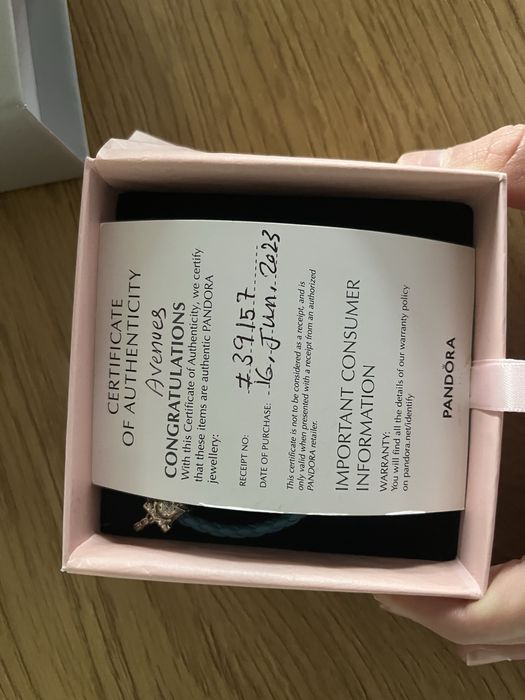 CERTIFICATE
OF AUTHENTICITY
Avenues
CONGRATULATIONS
With this Certificate of Authenticity, we certify
that these items are authentic PANDORA
jewellery:
RECEIPT NO: #39157
DATE OF PURCHASE: 16, Jun, 2023
This certificate is not to be considered as a receipt, and is
only valid when presented with a receipt from an authorized
PANDORA retailer.
IMPORTANT CONSUMER
INFORMATION
WARRANTY:
You will find all the details of our warranty policy
on pandora.net/identify
PANDÖRA